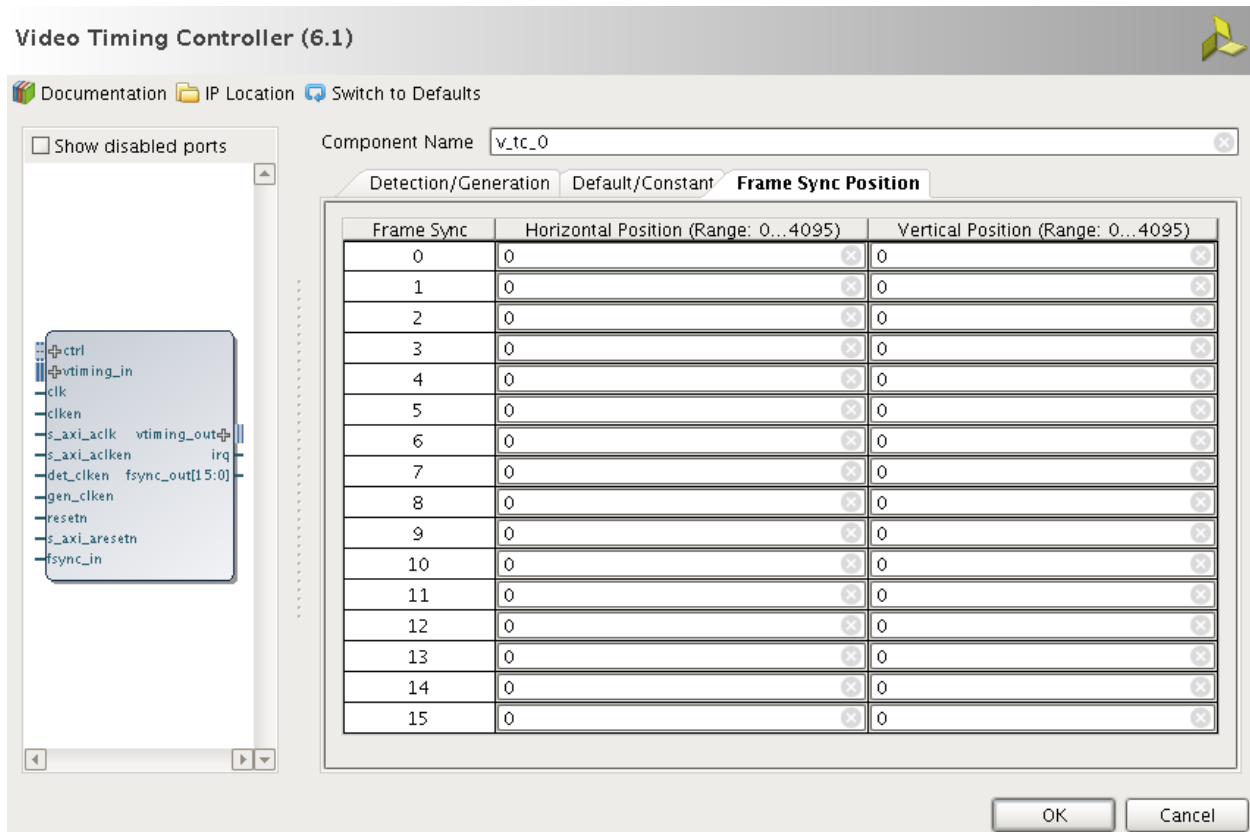 Video Timing Controller (6.1)
Documentation IP Location Switch to Defaults
Show disabled ports
Component Name v_tc_0
Detection/Generation Default/Constant Frame Sync Position
Frame Sync Horizontal Position (Range: 0...4095) Vertical Position (Range: 0...4095)
0 0 0
1 0 0
2 0 0
3 0 0
4 0 0
5 0 0
6 0 0
7 0 0
8 0 0
9 0 0
10 0 0
11 0 0
12 0 0
13 0 0
14 0 0
15 0 0
ctrl
vtiming_in
clk
clken
s_axi_aclk vtiming_out
s_axi_aclken irq
det_clken fsync_out[15:0]
gen_clken
resetn
s_axi_aresetn
fsync_in
OK Cancel